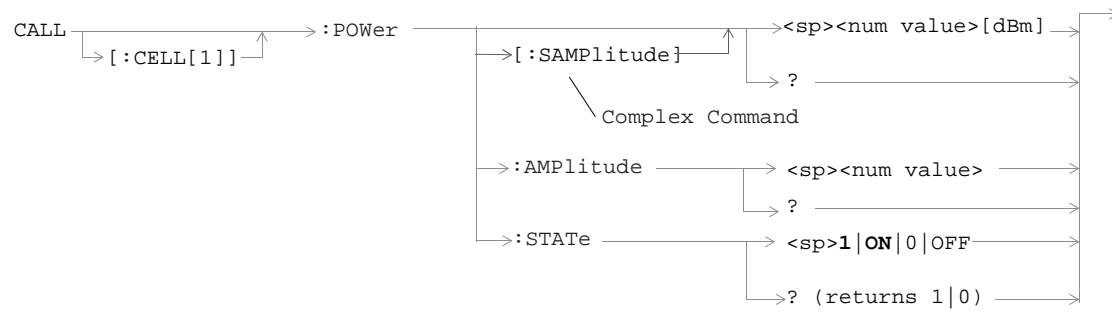 CALL :POWer <sp><num value>[dBm]
[:CELL[1]] [:SAMPlitude]
?
Complex Command
:AMPlitude <sp><num value>
?
:STATe <sp>1|ON|0|OFF
? (returns 1|0)